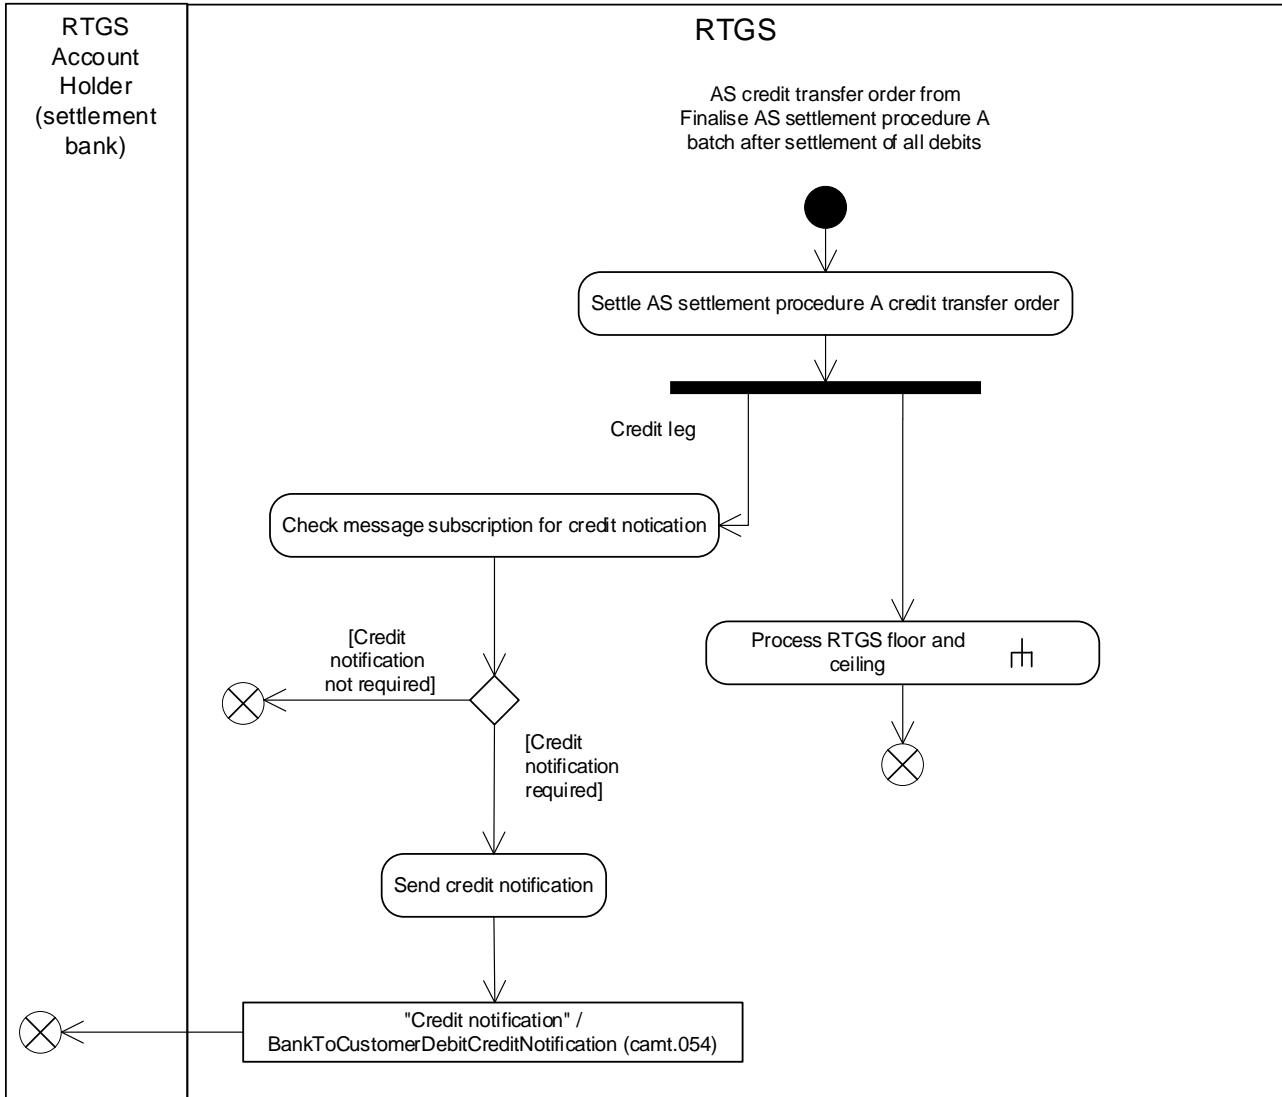 RTGS
Account
Holder
(settlement
bank)
RTGS
AS credit transfer order from
Finalise AS settlement procedure A
batch after settlement of all debits
Settle AS settlement procedure A credit transfer order
Credit leg
Check message subscription for credit notication
[Credit
notification
not required]
Process RTGS floor and
ceiling
[Credit
notification
required]
Send credit notification
"Credit notification" /
BankToCustomerDebitCreditNotification (camt.054)